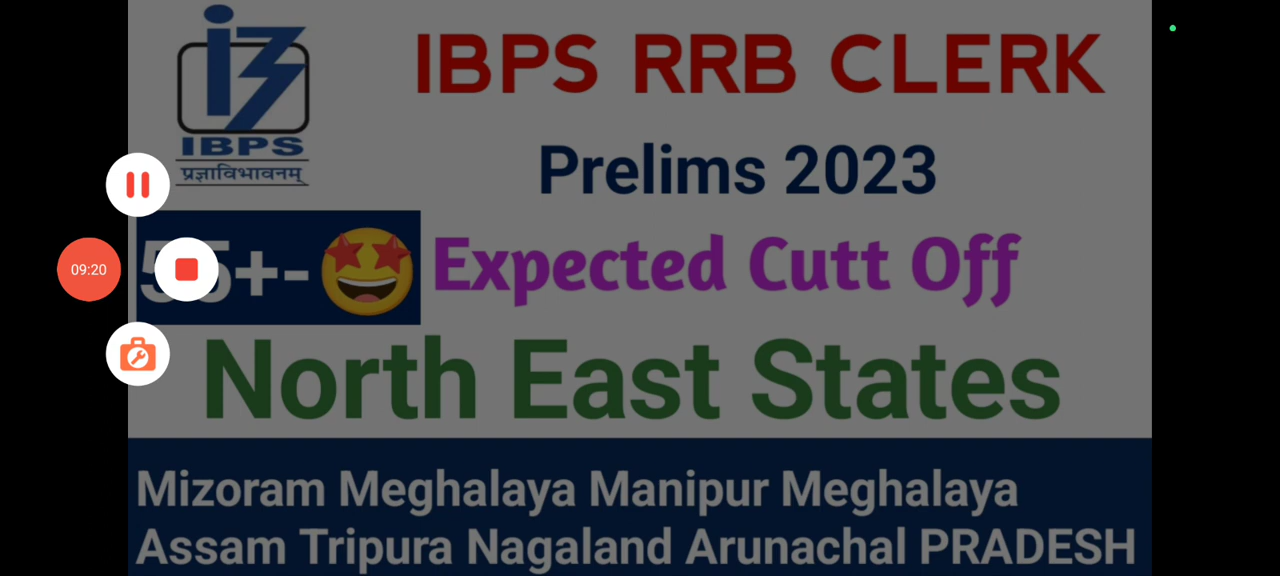 IBPS
प्रज्ञाविभावनम्
IBPS RRB CLERK
Prelims 2023
55+-🤩 Expected Cutt Off
09:20
North East States
Mizoram Meghalaya Manipur Meghalaya
Assam Tripura Nagaland Arunachal PRADESH